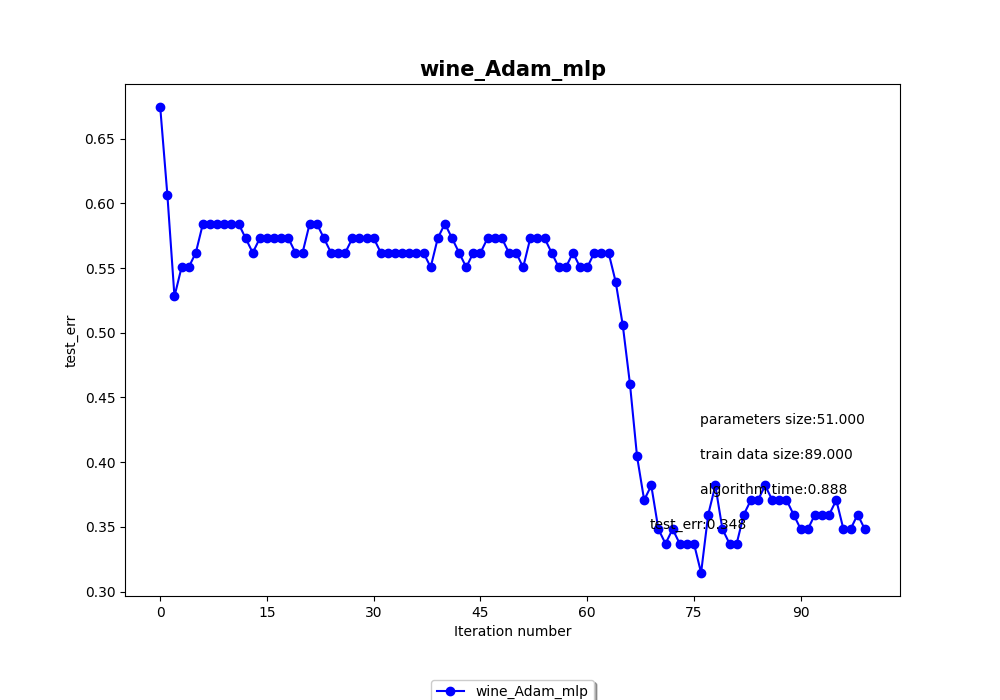 wine_Adam_mlp
test_err
0.65
0.60
0.55
0.50
0.45
0.40
0.35
0.30
parameters size:51.000
train data size:89.000
algorithm time:0.888
test_err:0.348
0 15 30 45 60 75 90
Iteration number
wine_Adam_mlp